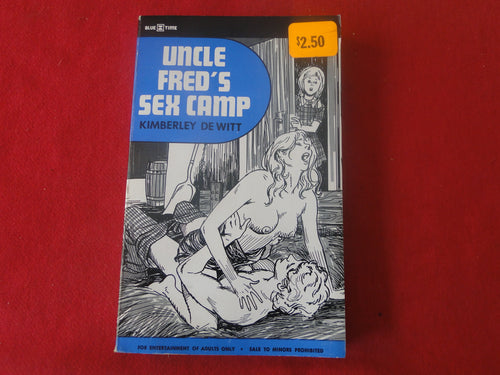 BLUE TIME
$2.50
UNCLE
FRED'S
SEX CAMP
KIMBERLEY DE WITT
FOR ENTERTAINMENT OF ADULTS ONLY • SALE TO MINORS PROHIBITED